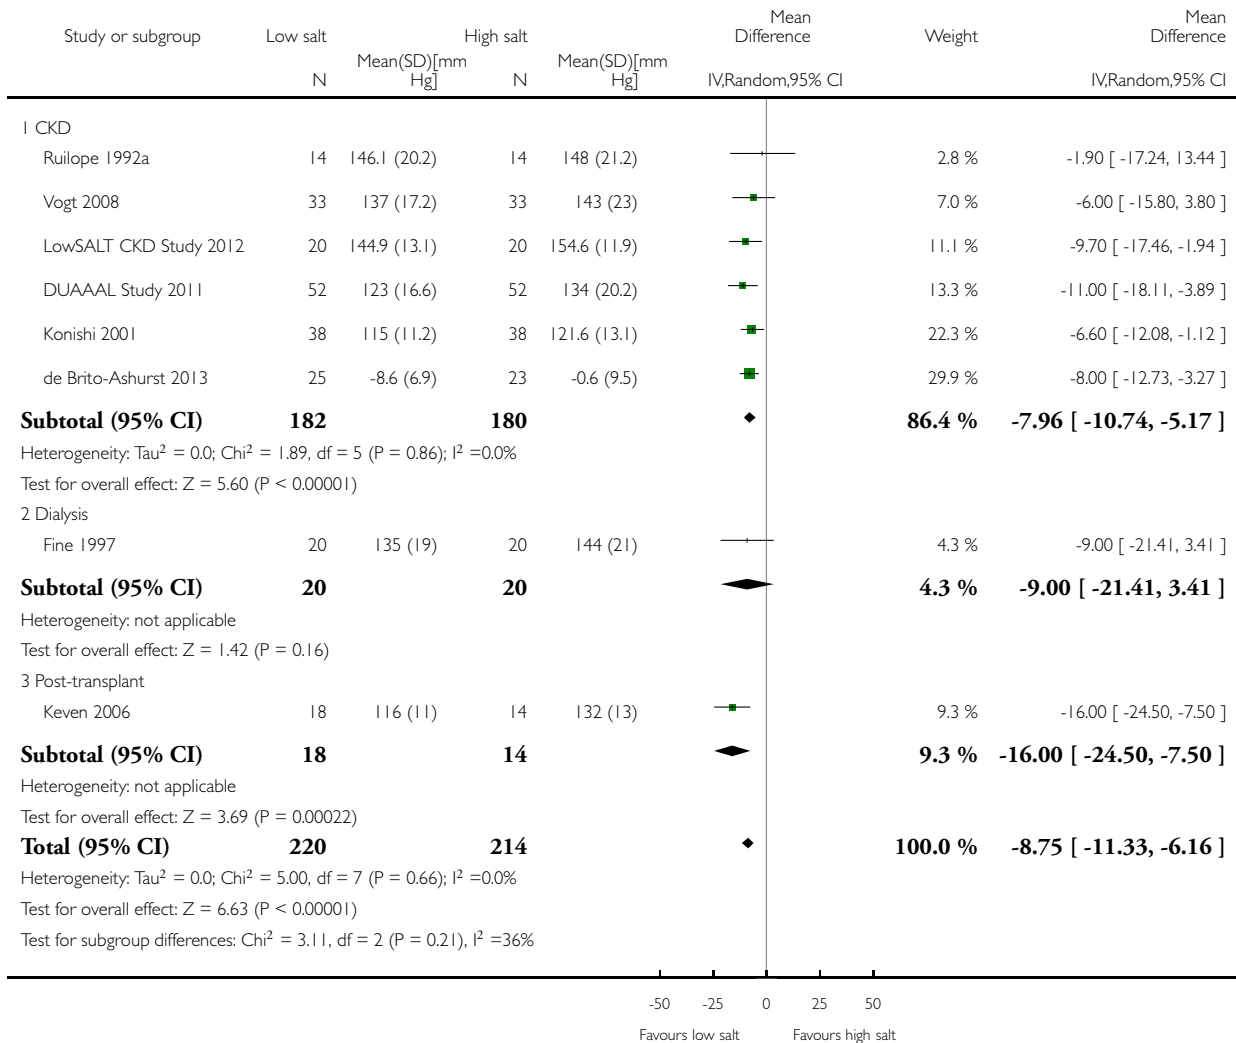 Study or subgroup Low salt High salt Mean Difference Weight Mean Difference
N Mean(SD)[mm Hg] N Mean(SD)[mm Hg] IV,Random,95% CI IV,Random,95% CI
1 CKD
Ruilope 1992a 14 146.1 (20.2) 14 148 (21.2) 2.8 % -1.90 [ -17.24, 13.44 ]
Vogt 2008 33 137 (17.2) 33 143 (23) 7.0 % -6.00 [ -15.80, 3.80 ]
LowSALT CKD Study 2012 20 144.9 (13.1) 20 154.6 (11.9) 11.1 % -9.70 [ -17.46, -1.94 ]
DUAAAL Study 2011 52 123 (16.6) 52 134 (20.2) 13.3 % -11.00 [ -18.11, -3.89 ]
Konishi 2001 38 115 (11.2) 38 121.6 (13.1) 22.3 % -6.60 [ -12.08, -1.12 ]
de Brito-Ashurst 2013 25 -8.6 (6.9) 23 -0.6 (9.5) 29.9 % -8.00 [ -12.73, -3.27 ]
Subtotal (95% CI) 182 180 86.4 % -7.96 [ -10.74, -5.17 ]
Heterogeneity: Tau² = 0.0; Chi² = 1.89, df = 5 (P = 0.86); I² =0.0%
Test for overall effect: Z = 5.60 (P < 0.00001)
2 Dialysis
Fine 1997 20 135 (19) 20 144 (21) 4.3 % -9.00 [ -21.41, 3.41 ]
Subtotal (95% CI) 20 20 4.3 % -9.00 [ -21.41, 3.41 ]
Heterogeneity: not applicable
Test for overall effect: Z = 1.42 (P = 0.16)
3 Post-transplant
Keven 2006 18 116 (11) 14 132 (13) 9.3 % -16.00 [ -24.50, -7.50 ]
Subtotal (95% CI) 18 14 9.3 % -16.00 [ -24.50, -7.50 ]
Heterogeneity: not applicable
Test for overall effect: Z = 3.69 (P = 0.00022)
Total (95% CI) 220 214 100.0 % -8.75 [ -11.33, -6.16 ]
Heterogeneity: Tau² = 0.0; Chi² = 5.00, df = 7 (P = 0.66); I² =0.0%
Test for overall effect: Z = 6.63 (P < 0.00001)
Test for subgroup differences: Chi² = 3.11, df = 2 (P = 0.21), I² =36%
-50 -25 0 25 50
Favours low salt Favours high salt